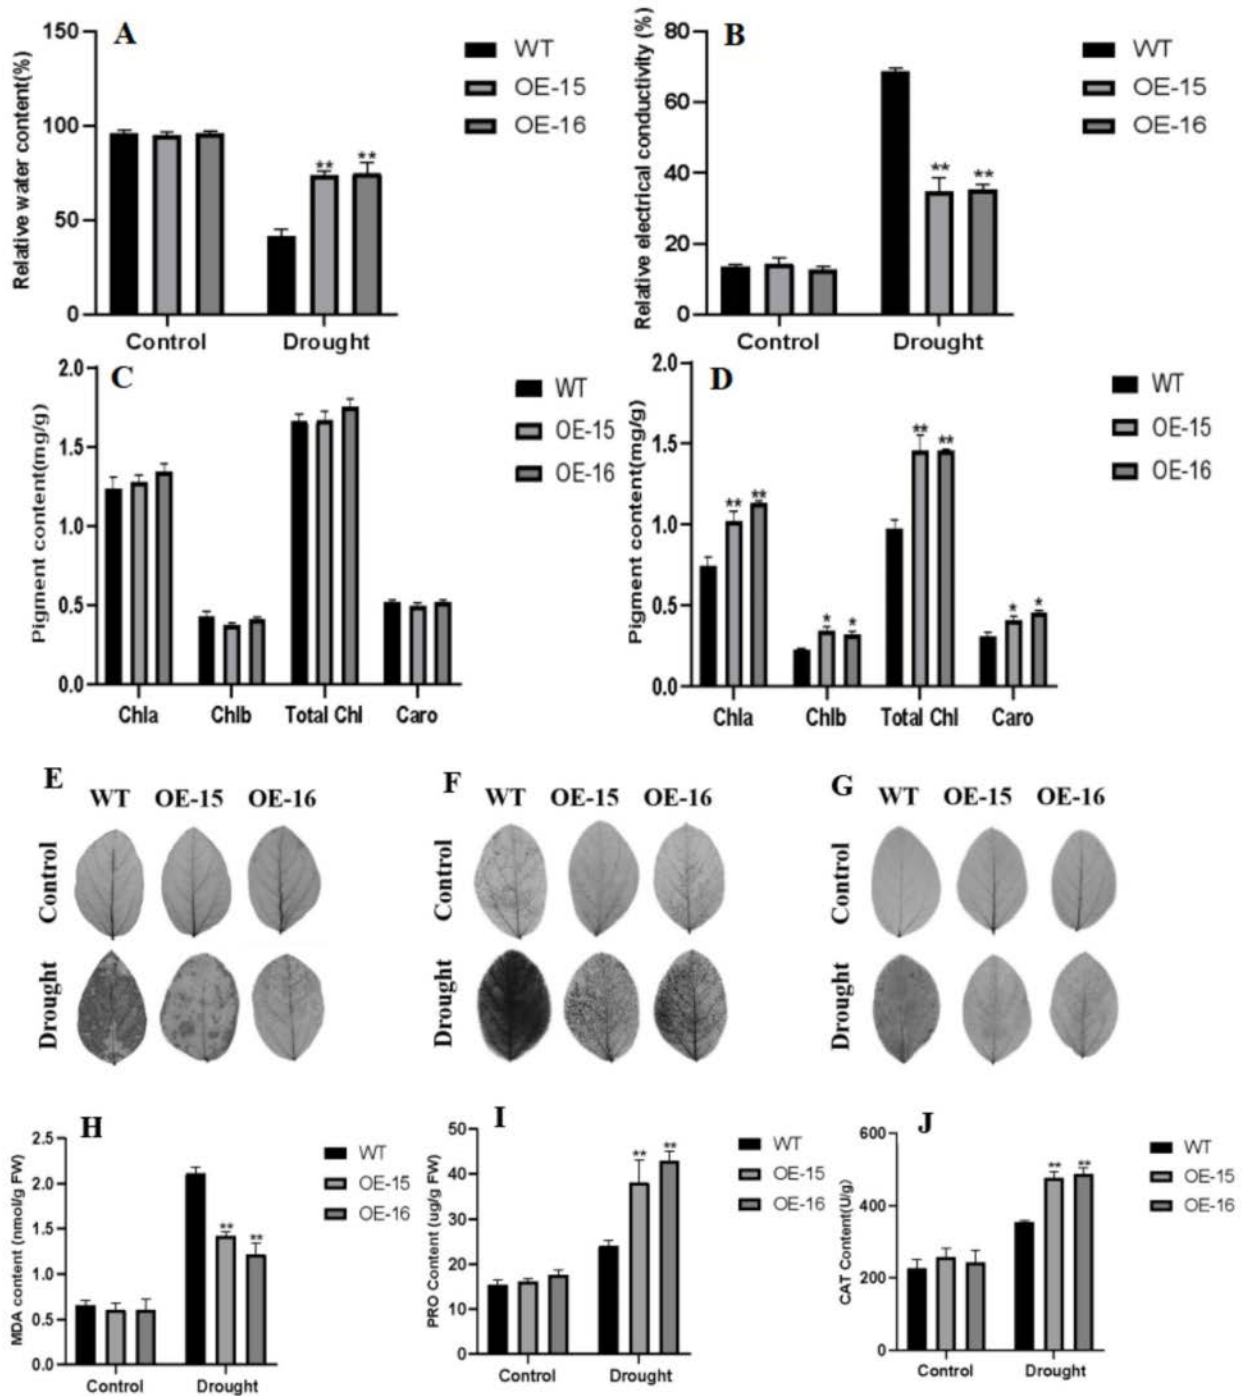 A
Relative water content(%)
150
100
50
0
**
**
Control
Drought
WT
OE-15
OE-16
B
Relative electrical conductivity (%)
80
60
40
20
0
**
**
Control
Drought
WT
OE-15
OE-16
C
Pigment content(mg/g)
2.0
1.5
1.0
0.5
0.0
Chla
Chlb
Total Chl
Caro
WT
OE-15
OE-16
D
Pigment content(mg/g)
2.0
1.5
1.0
0.5
0.0
**
**
*
*
**
**
*
*
Chla
Chlb
Total Chl
Caro
WT
OE-15
OE-16
E
WT OE-15 OE-16
Control
Drought
F
WT OE-15 OE-16
Control
Drought
G
WT OE-15 OE-16
Control
Drought
H
MDA content (nmol/g FW)
2.5
2.0
1.5
1.0
0.5
0.0
**
**
Control
Drought
WT
OE-15
OE-16
I
PRO Content (ug/g FW)
50
40
30
20
10
0
**
**
Control
Drought
WT
OE-15
OE-16
J
CAT Content(U/g)
600
400
200
0
**
**
Control
Drought
WT
OE-15
OE-16